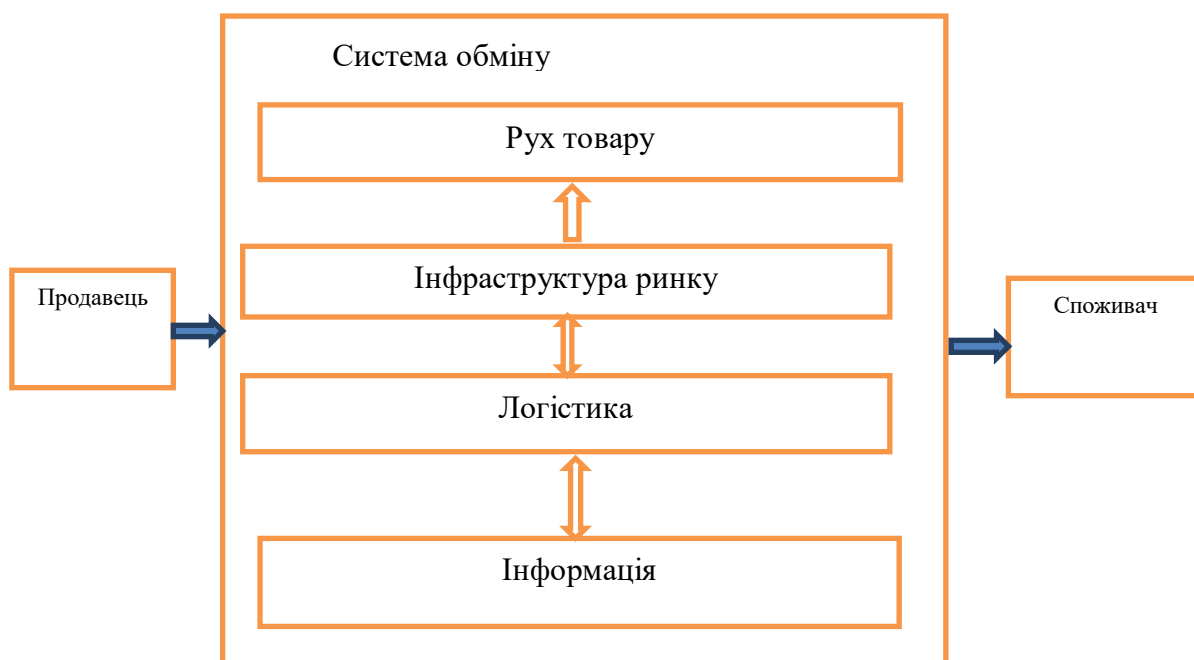 Система обміну
Рух товару
Інфраструктура ринку
Продавець
Споживач
Логістика
Інформація